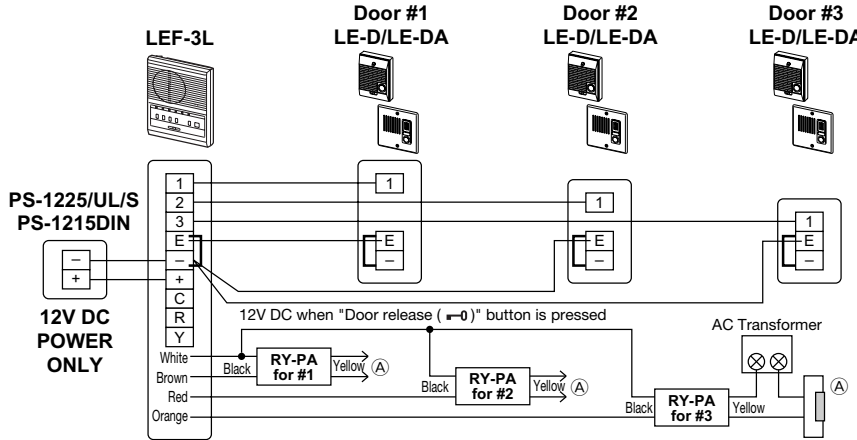 Door #1
LE-D/LE-DA
Door #2
LE-D/LE-DA
Door #3
LE-D/LE-DA
LEF-3L
PS-1225/UL/S
PS-1215DIN
–
+
12V DC
POWER
ONLY
1
2
3
E
–
+
C
R
Y
White
Brown
Red
Orange
1
E
–
1
E
–
1
E
–
12V DC when "Door release ( )" button is pressed
Black
RY-PA
for #1
Yellow
A
Black
RY-PA
for #2
Yellow
A
Black
RY-PA
for #3
Yellow
AC Transformer
A